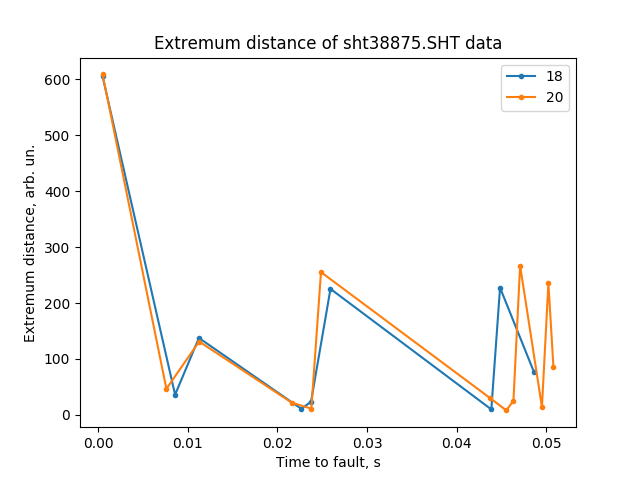 Extremum distance of sht38875.SHT data
18
20
600
500
400
300
200
100
0
Extremum distance, arb. un.
0.00 0.01 0.02 0.03 0.04 0.05
Time to fault, s